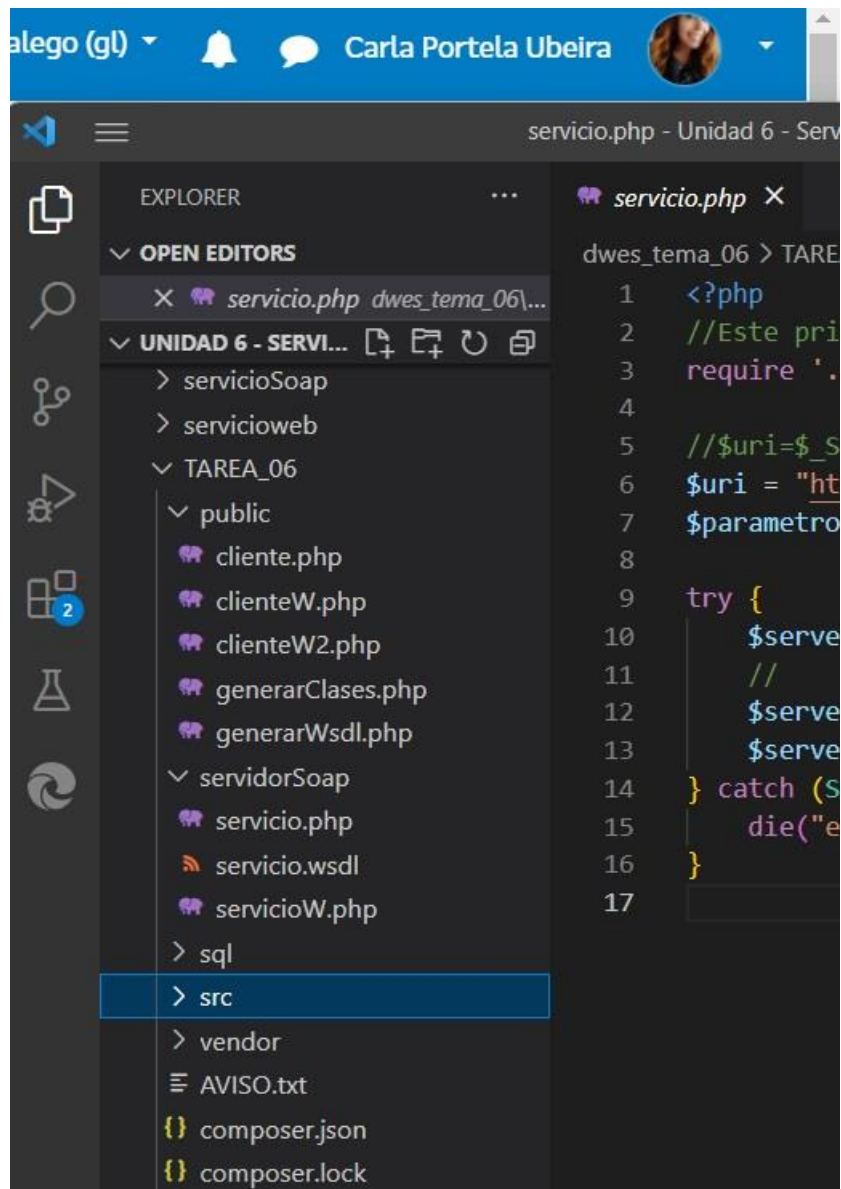 alego (gl)
Carla Portela Ubeira
servicio.php - Unidad 6 - Serv
EXPLORER
...
OPEN EDITORS
servicio.php dwes_tema_06\...
UNIDAD 6 - SERVI...
servicioSoap
servicioweb
TAREA_06
public
cliente.php
clienteW.php
clienteW2.php
generarClases.php
generarWsdl.php
servidorSoap
servicio.php
servicio.wsdl
servicioW.php
sql
src
vendor
AVISO.txt
composer.json
composer.lock
2
servicio.php
dwes_tema_06 > TARE
1 <?php
2 //Este pri
3 require '.
4
5 //$uri=$_S
6 $uri = "ht
7 $parametro
8
9 try {
10 $serve
11 //
12 $serve
13 $serve
14 } catch (S
15 die("e
16 }
17